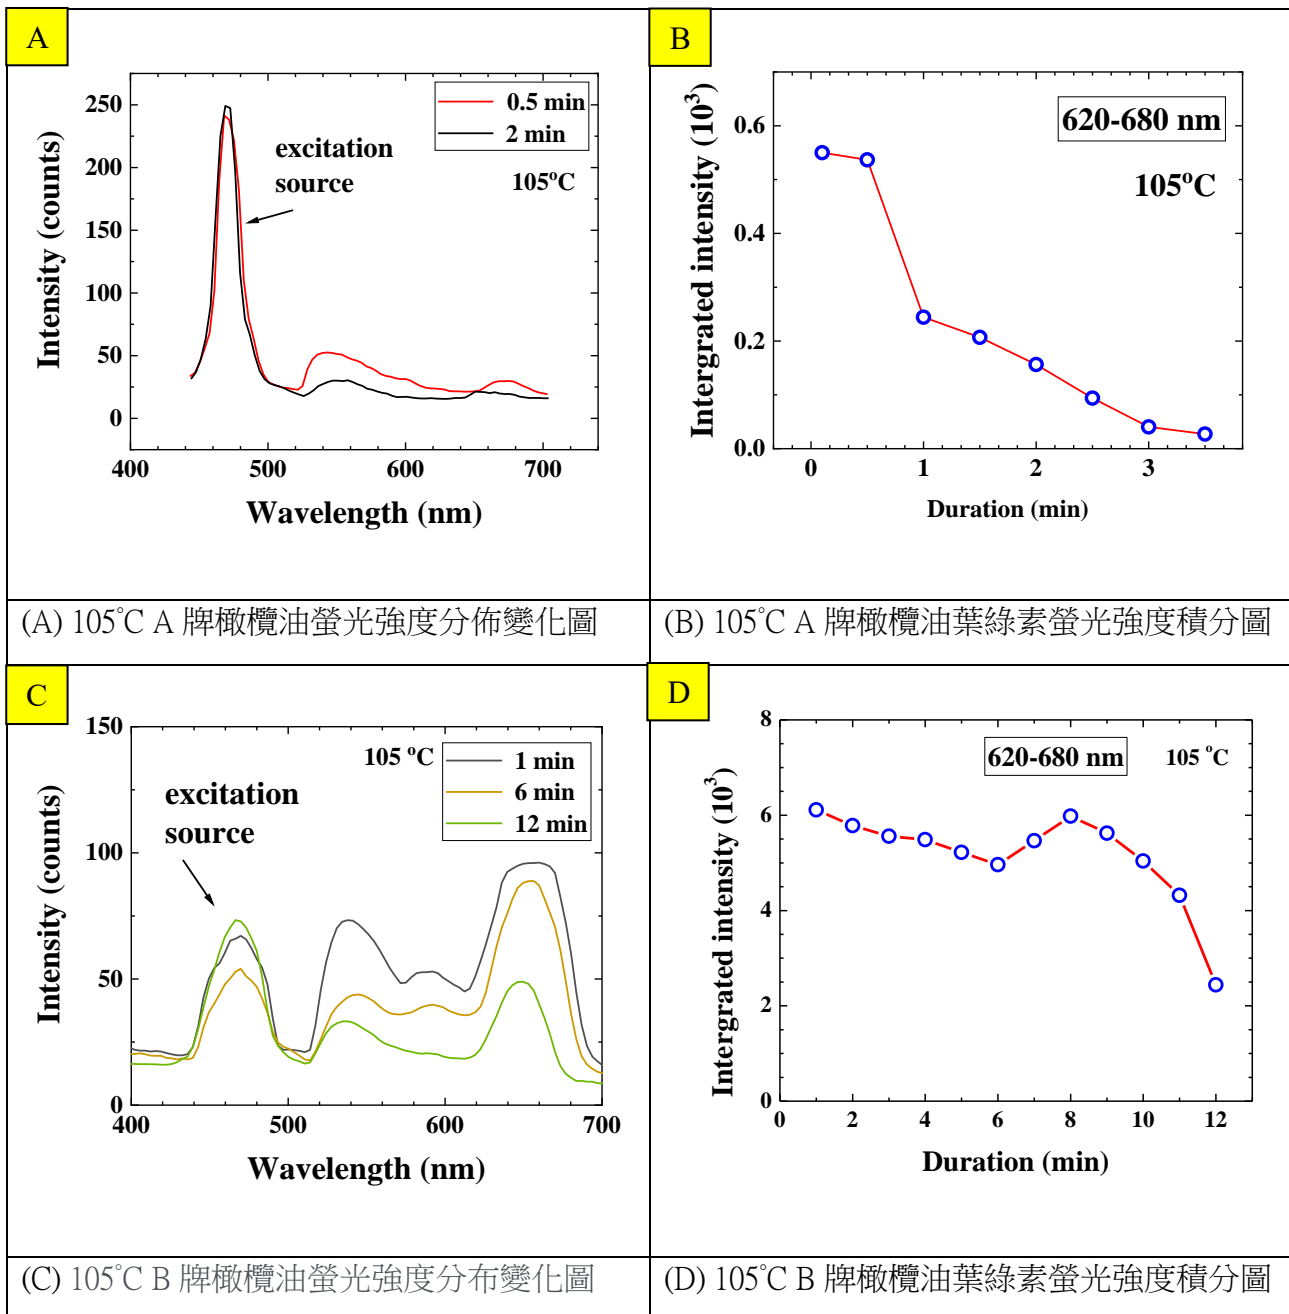 A
250
200
150
100
50
0
400
500
600
700
Intensity (counts)
Wavelength (nm)
0.5 min
2 min
excitation
source
105°C
B
0.6
0.4
0.2
0.0
0
1
2
3
Intergrated intensity (10³)
Duration (min)
620-680 nm
105°C
(A) 105°C A 牌橄欖油螢光強度分佈變化圖
(B) 105°C A 牌橄欖油葉綠素螢光強度積分圖
C
150
100
50
0
400
500
600
700
Intensity (counts)
Wavelength (nm)
105 °C
1 min
6 min
12 min
excitation
source
D
8
6
4
2
0
0
2
4
6
8
10
12
Intergrated intensity (10³)
Duration (min)
620-680 nm
105 °C
(C) 105°C B 牌橄欖油螢光強度分布變化圖
(D) 105°C B 牌橄欖油葉綠素螢光強度積分圖